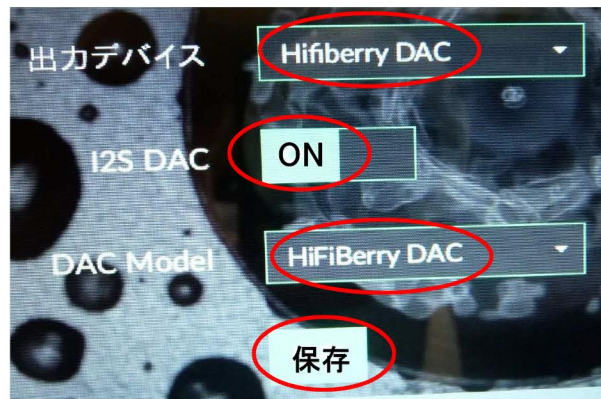 出力デバイス Hifiberry DAC
I2S DAC ON
DAC Model HiFiBerry DAC
保存